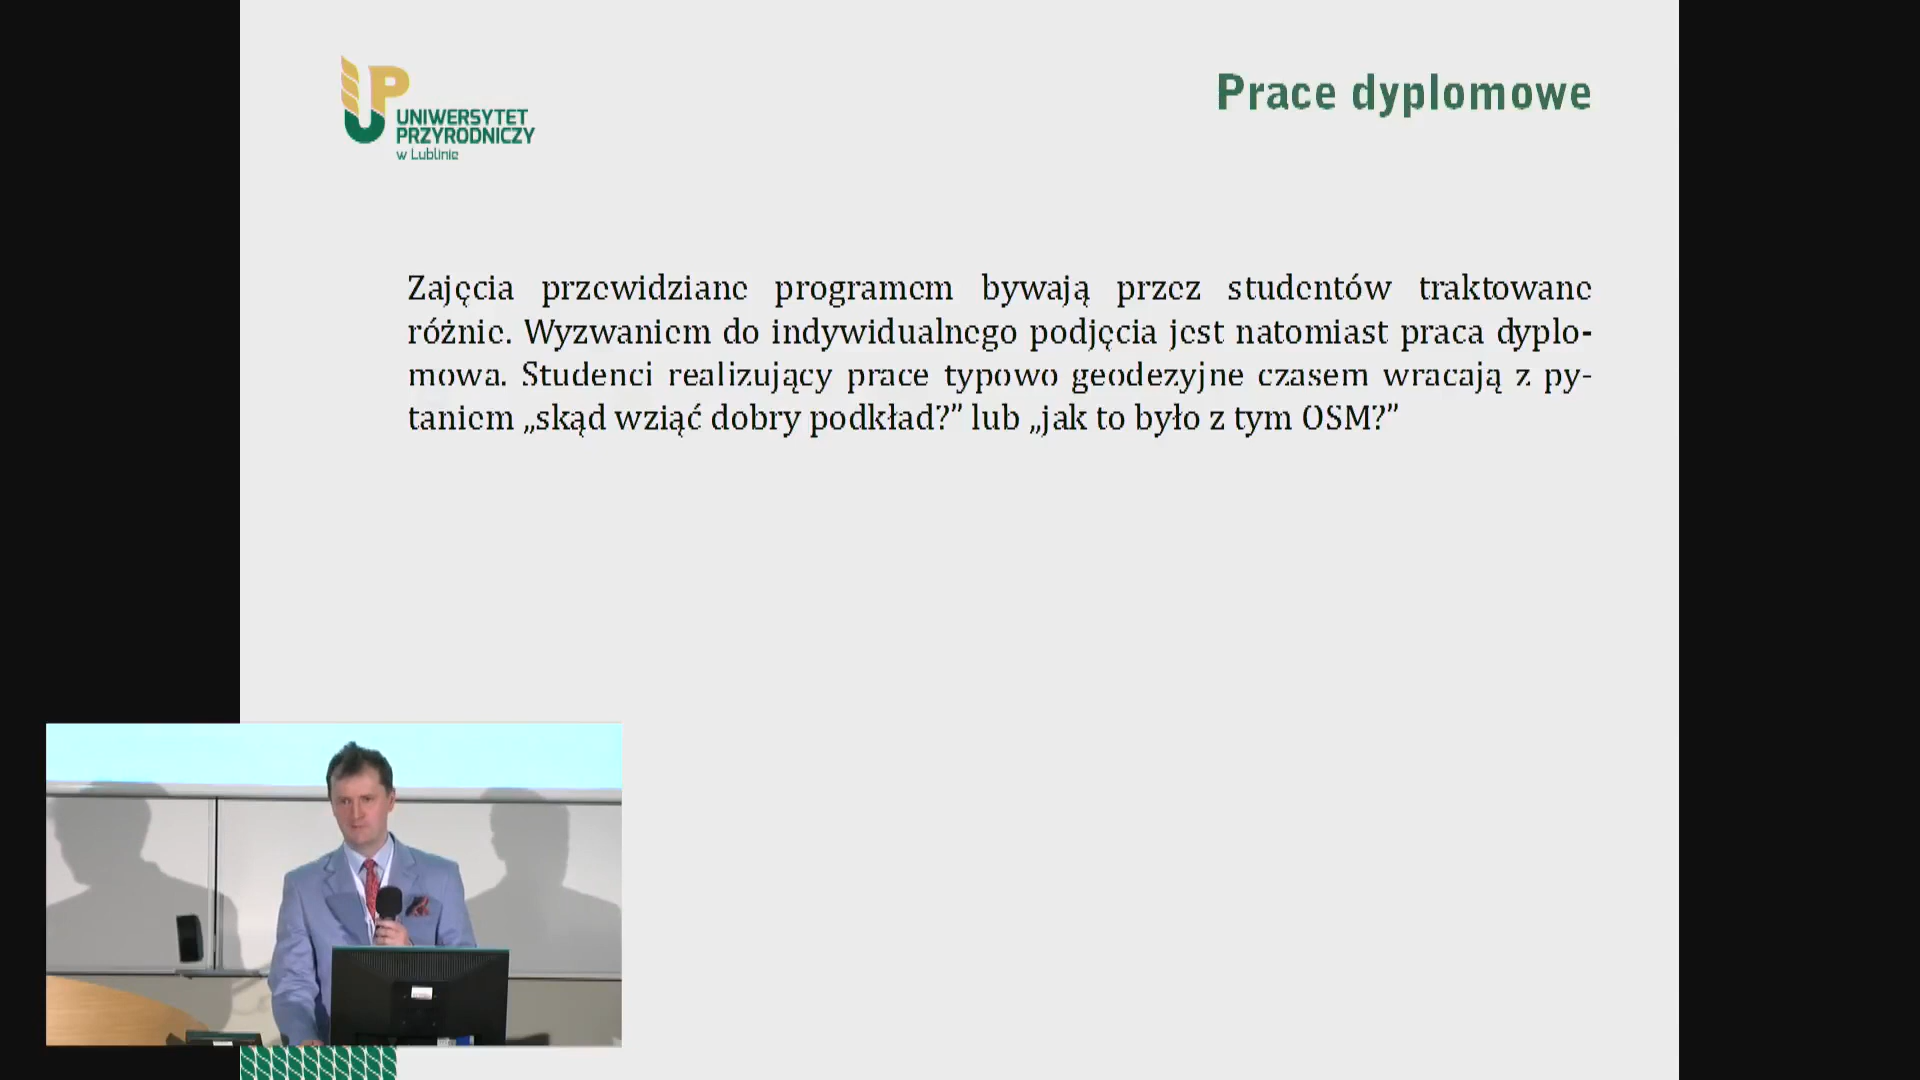 UP
UNIWERSYTET
PRZYRODNICZY
w Lublinie
Prace dyplomowe
Zajęcia przewidziane programem bywają przez studentów traktowane
różnie. Wyzwaniem do indywidualnego podjęcia jest natomiast praca dyplo-
mowa. Studenci realizujący prace typowo geodezyjne czasem wracają z py-
taniem „skąd wziąć dobry podkład?” lub „jak to było z tym OSM?”